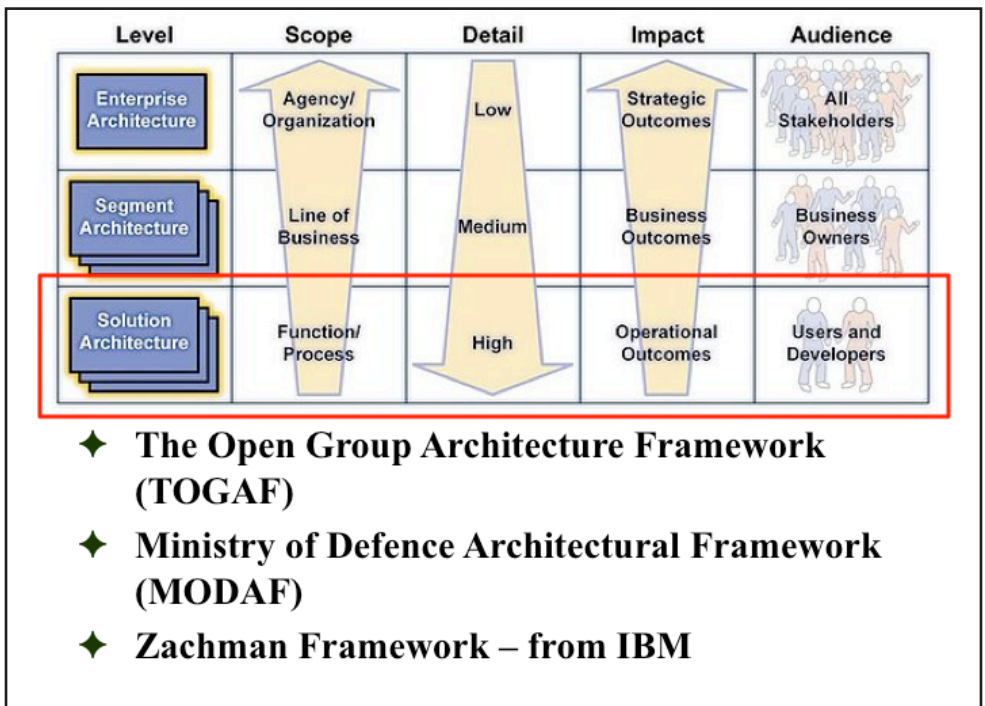 Level Scope Detail Impact Audience
Enterprise
Architecture
Agency/
Organization
Low
Strategic
Outcomes
All
Stakeholders
Segment
Architecture
Line of
Business
Medium
Business
Outcomes
Business
Owners
Solution
Architecture
Function/
Process
High
Operational
Outcomes
Users and
Developers
✦ The Open Group Architecture Framework
(TOGAF)
✦ Ministry of Defence Architectural Framework
(MODAF)
✦ Zachman Framework – from IBM